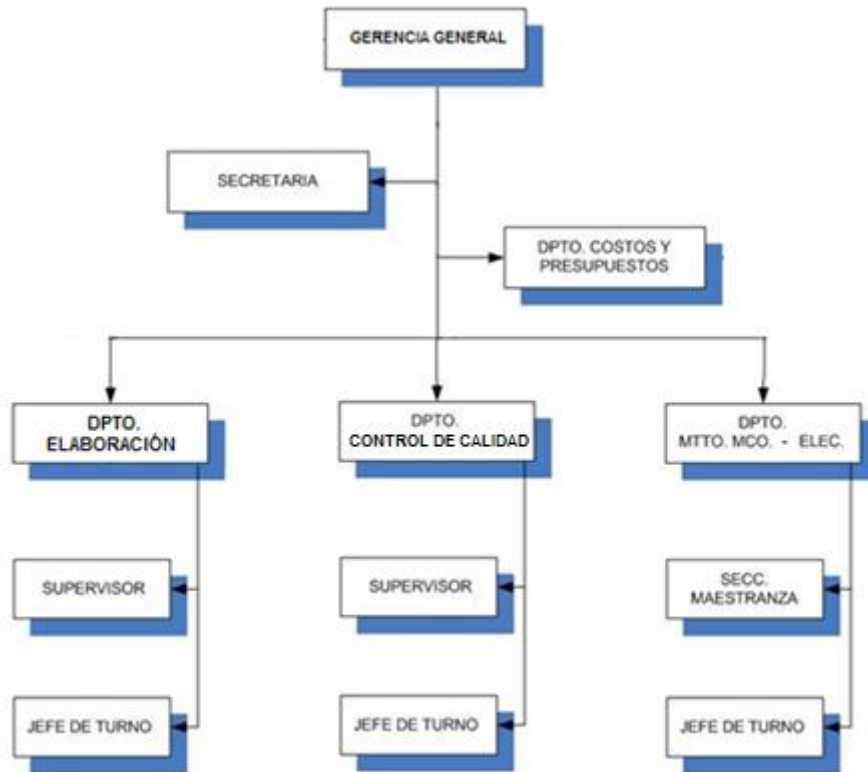 GERENCIA GENERAL
SECRETARIA
DPTO. COSTOS Y
PRESUPUESTOS
DPTO.
ELABORACIÓN
DPTO.
CONTROL DE CALIDAD
DPTO.
MTTO. MCO. - ELEC.
SUPERVISOR
SUPERVISOR
SECC.
MAESTRANZA
JEFE DE TURNO
JEFE DE TURNO
JEFE DE TURNO